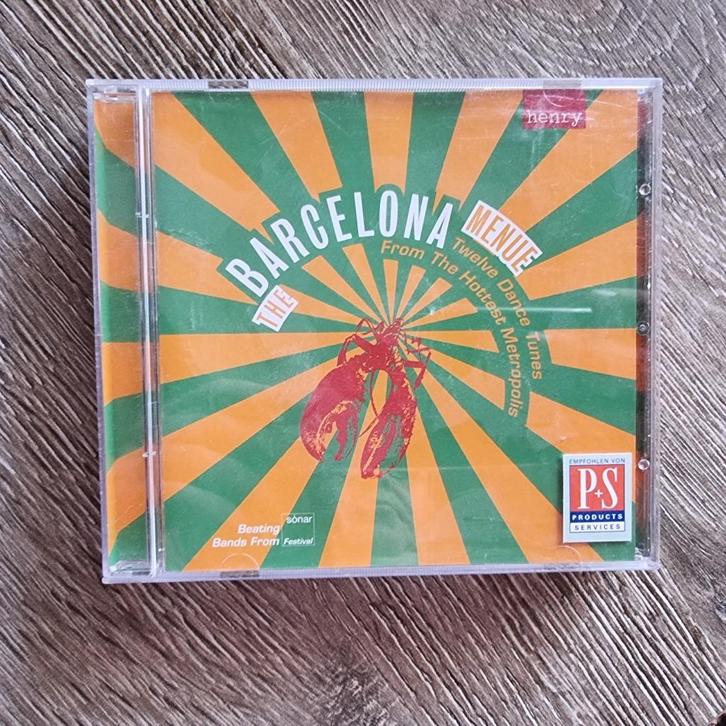 henry
THE BARCELONA MENUE
Twelve Dance Tunes
From The Hottest Metropolis
Beating
Bands From
sónar
Festival
EMPFOHLEN VON
P+S
PRODUCTS
SERVICES